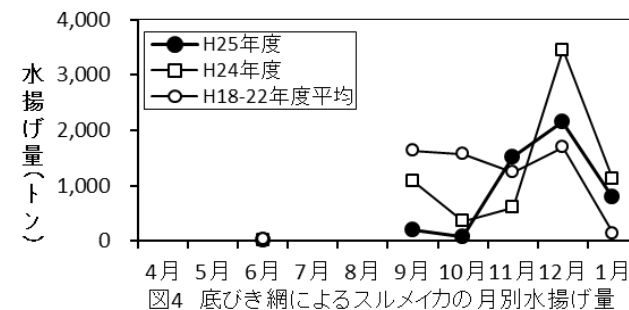 4,000
3,000
2,000
1,000
0
水揚げ量(トン)
H25年度
H24年度
H18-22年度平均
4月 5月 6月 7月 8月 9月 10月 11月 12月 1月
図4 底びき網によるスルメイカの月別水揚げ量